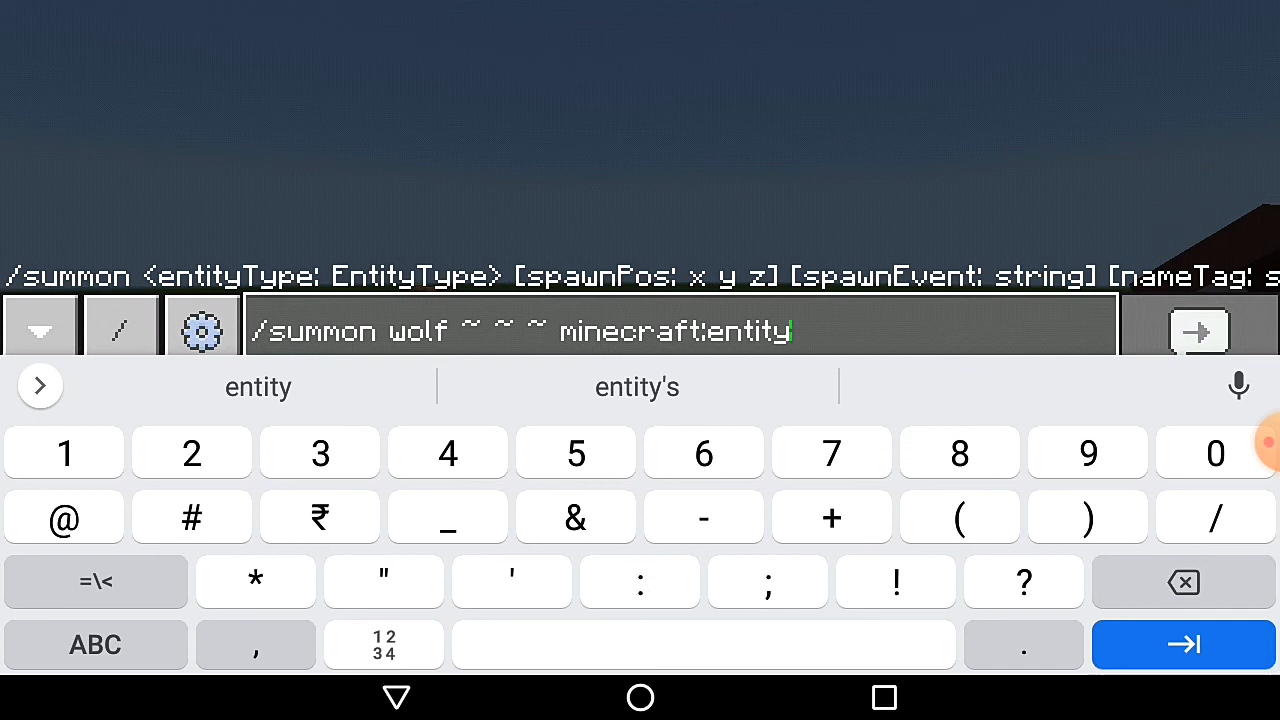 /summon <entityType: EntityType> [spawnPos: x y z] [spawnEvent: string] [nameTag: s
/
/summon wolf ~ ~ ~ minecraft:entity
entity entity's
1 2 3 4 5 6 7 8 9 0
@ # ₹ _ & - + ( ) /
=\< * " ' : ; ! ?
ABC , 12 .
34